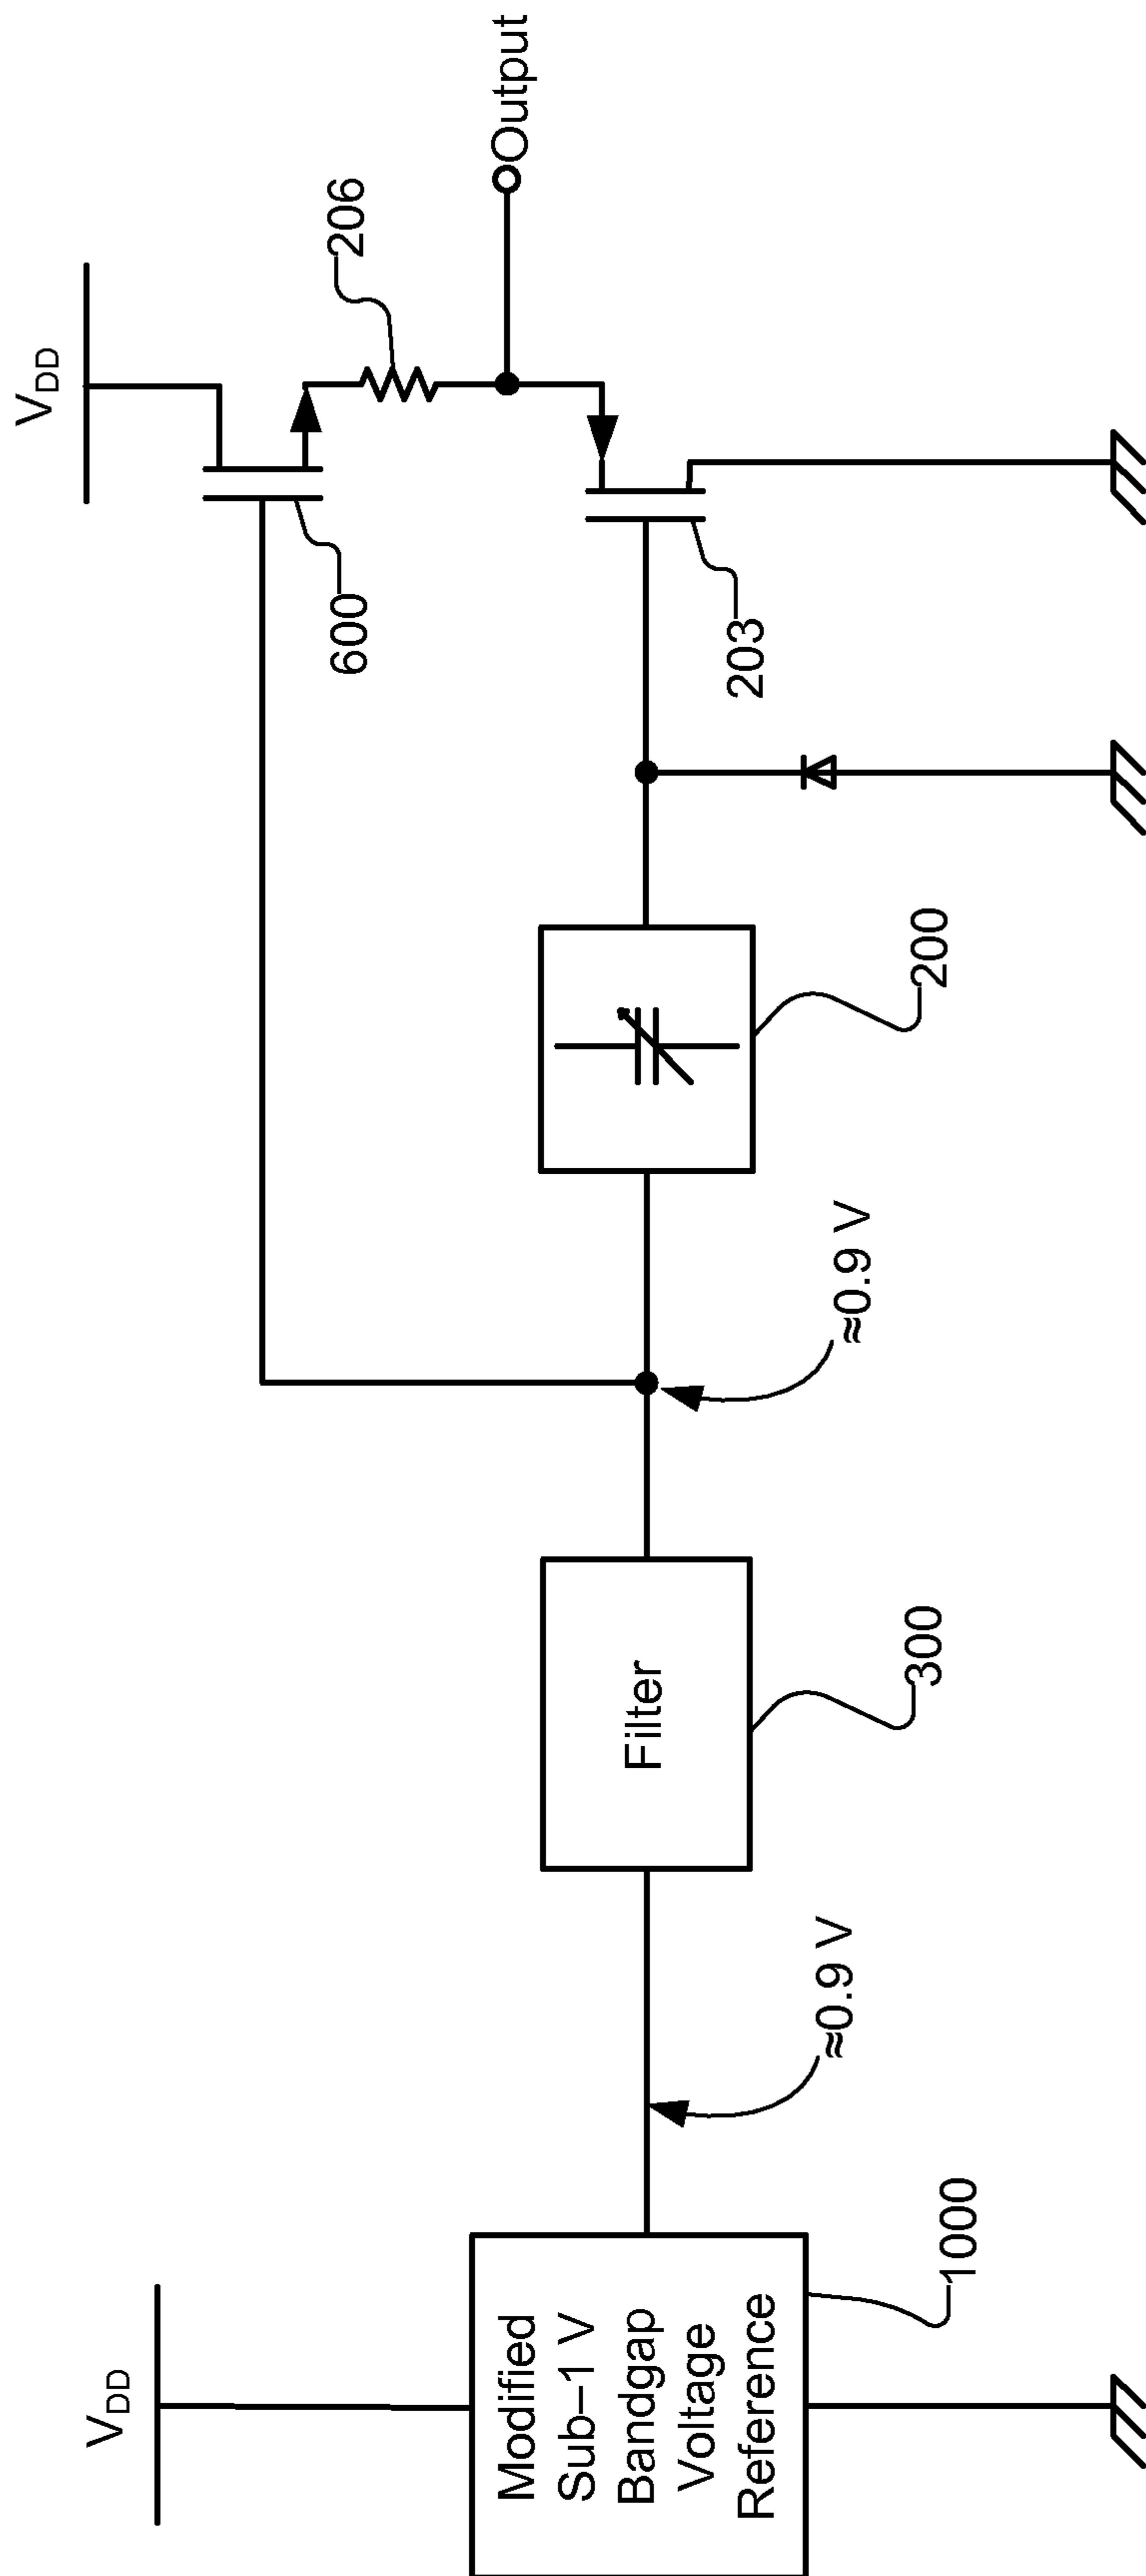 V_DD
Modified
Sub–1 V
Bandgap
Voltage
Reference
1000
≈0.9 V
Filter
300
≈0.9 V
200
V_DD
600
206
203
Output